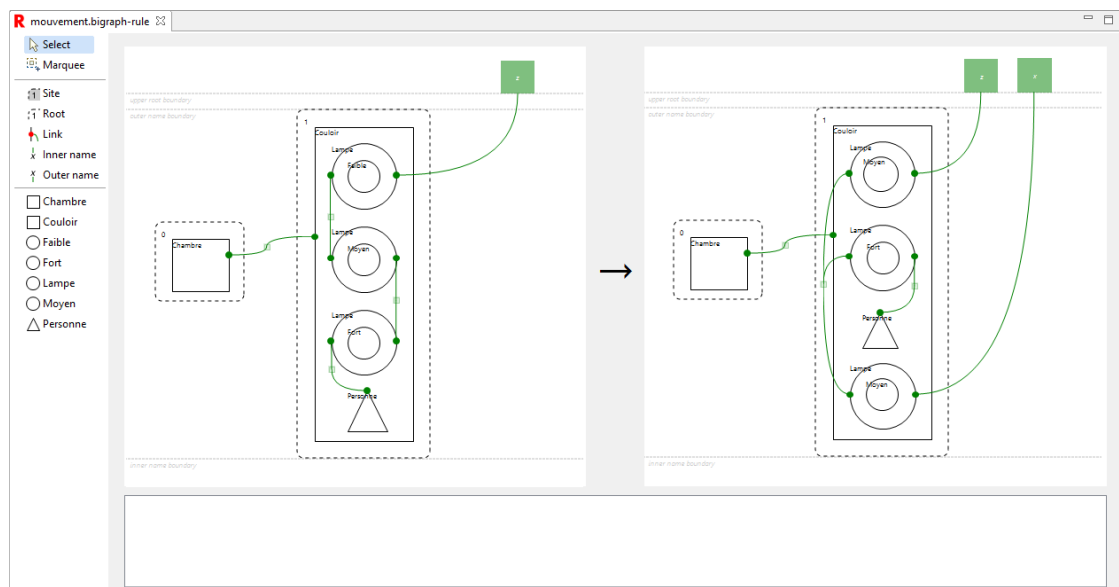 mouvement.bigraph-rule
Select
Marquee
Site
Root
Link
Inner name
Outer name
Chambre
Couloir
Faible
Fort
Lampe
Moyen
Personne
z
upper root boundary
outer name boundary
1
Couloir
Lampe
Faible
0
Chambre
Lampe
Moyen
Lampe
Fort
Personne
inner name boundary
→
z
upper root boundary
outer name boundary
1
Couloir
Lampe
Moyen
0
Chambre
Lampe
Fort
Personne
Lampe
Moyen
inner name boundary